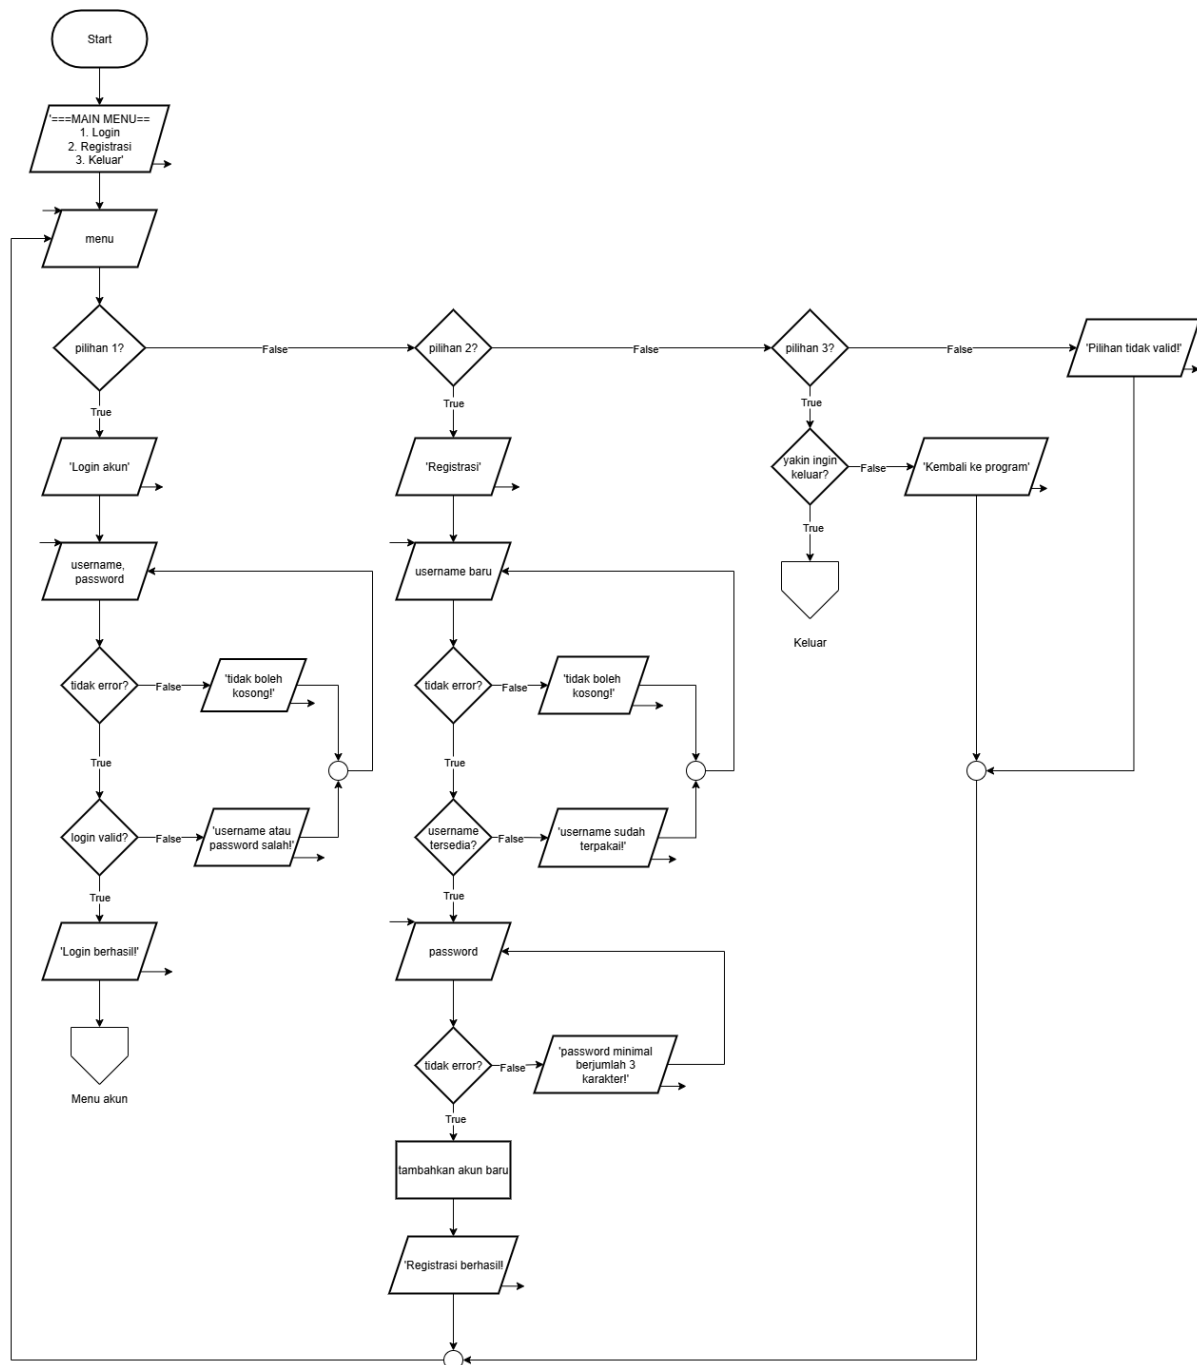 Start
'===MAIN MENU==
1. Login
2. Registrasi
3. Keluar'
menu
pilihan 1?
False
pilihan 2?
False
pilihan 3?
False
'Pilihan tidak valid!'
True
True
True
'Login akun'
'Registrasi'
yakin ingin
keluar?
False
'Kembali ke program'
True
username,
password
username baru
Keluar
tidak error?
False
'tidak boleh
kosong!'
tidak error?
False
'tidak boleh
kosong!'
True
True
login valid?
False
'username atau
password salah!'
username
tersedia?
False
'username sudah
terpakai!'
True
True
'Login berhasil!'
password
Menu akun
tidak error?
False
'password minimal
berjumlah 3
karakter!'
True
tambahkan akun baru
'Registrasi berhasil!